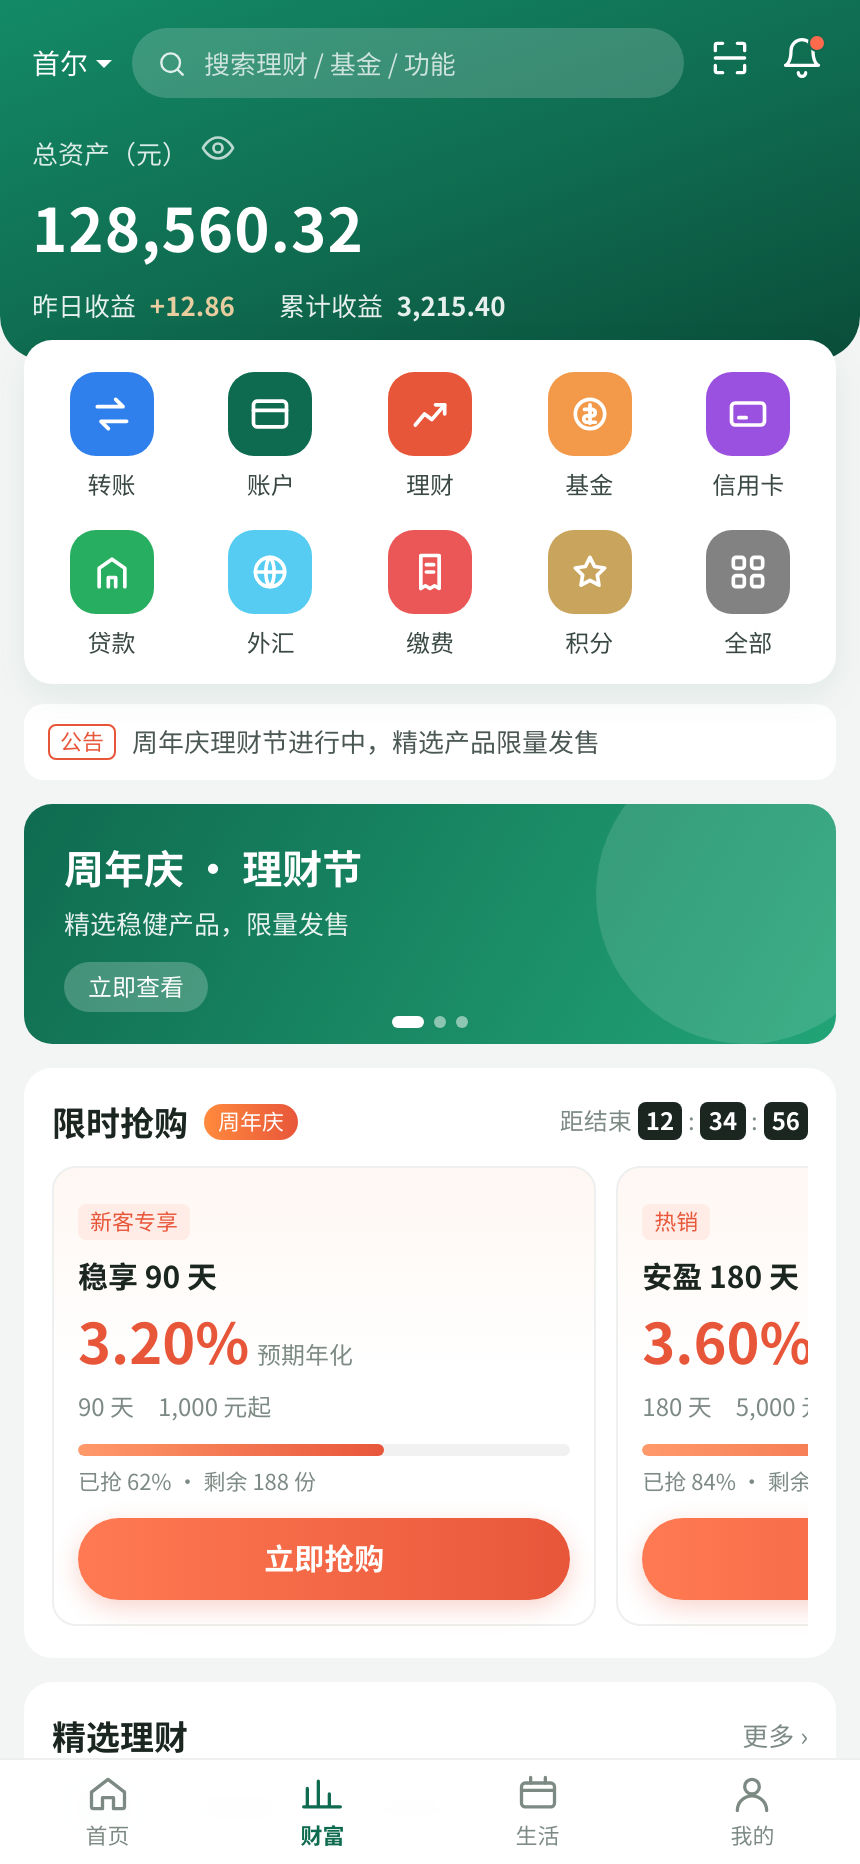 首尔
搜索理财 / 基金 / 功能
总资产（元）
128,560.32
昨日收益 +12.86 累计收益 3,215.40
转账 账户 理财 基金 信用卡
贷款 外汇 缴费 积分 全部
公告 周年庆理财节进行中，精选产品限量发售
周年庆 · 理财节
精选稳健产品，限量发售
立即查看
限时抢购 周年庆 距结束 12 : 34 : 56
新客专享
稳享 90 天
3.20% 预期年化
90 天 1,000 元起
已抢 62% · 剩余 188 份
立即抢购
热销
安盈 180 天
3.60%
180 天 5,000
已抢 84% · 剩余
精选理财 更多 ›
首页 财富 生活 我的